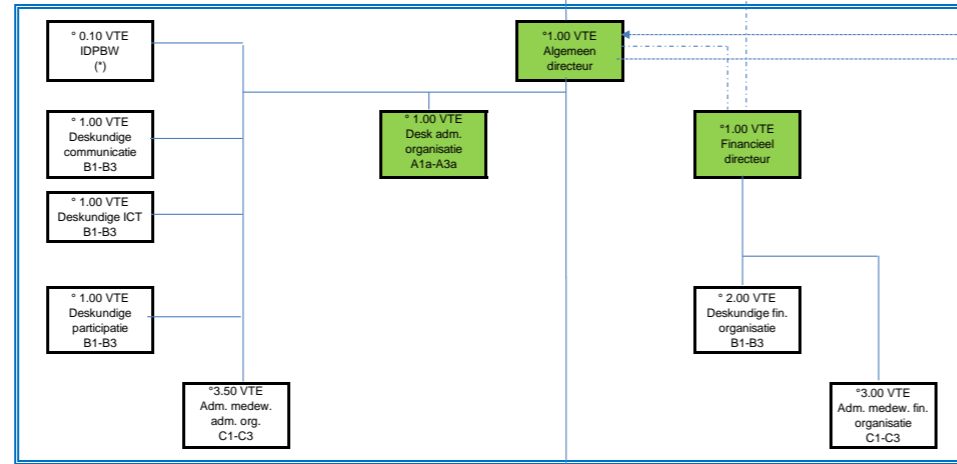 ° 0.10 VTE
IDPBW
(*)
°1.00 VTE
Algemeen
directeur
° 1.00 VTE
Deskundige
communicatie
B1-B3
° 1.00 VTE
Desk adm.
organisatie
A1a-A3a
°1.00 VTE
Financieel
directeur
° 1.00 VTE
Deskundige ICT
B1-B3
° 1.00 VTE
Deskundige
participatie
B1-B3
° 2.00 VTE
Deskundige fin.
organisatie
B1-B3
°3.50 VTE
Adm. medew.
adm. org.
C1-C3
°3.00 VTE
Adm. medew. fin.
organisatie
C1-C3